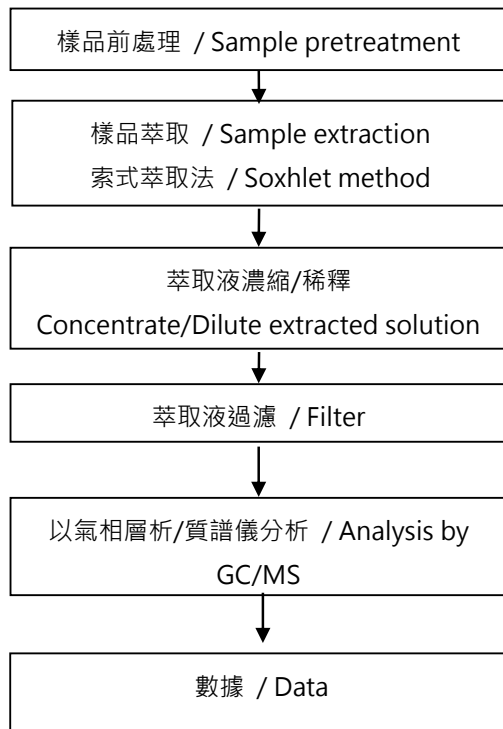 樣品前處理 / Sample pretreatment
樣品萃取 / Sample extraction
索式萃取法 / Soxhlet method
萃取液濃縮/稀釋
Concentrate/Dilute extracted solution
萃取液過濾 / Filter
以氣相層析/質譜儀分析 / Analysis by
GC/MS
數據 / Data